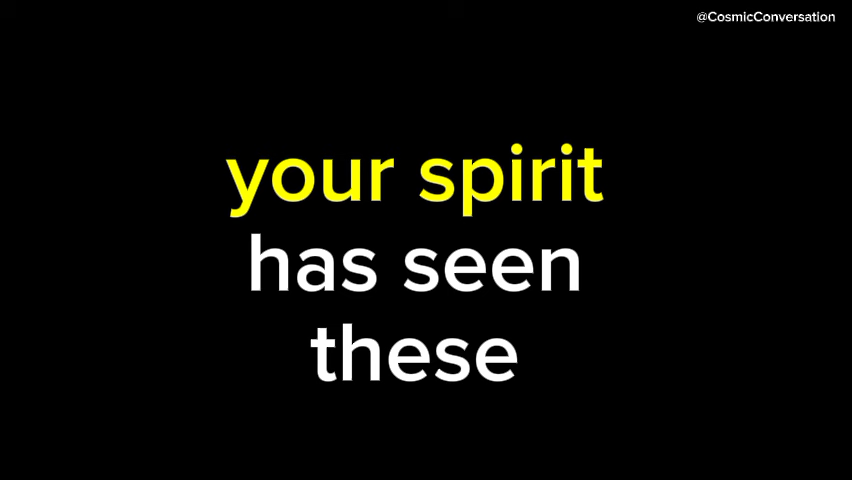 @CosmicConversation
your spirit
has seen
these